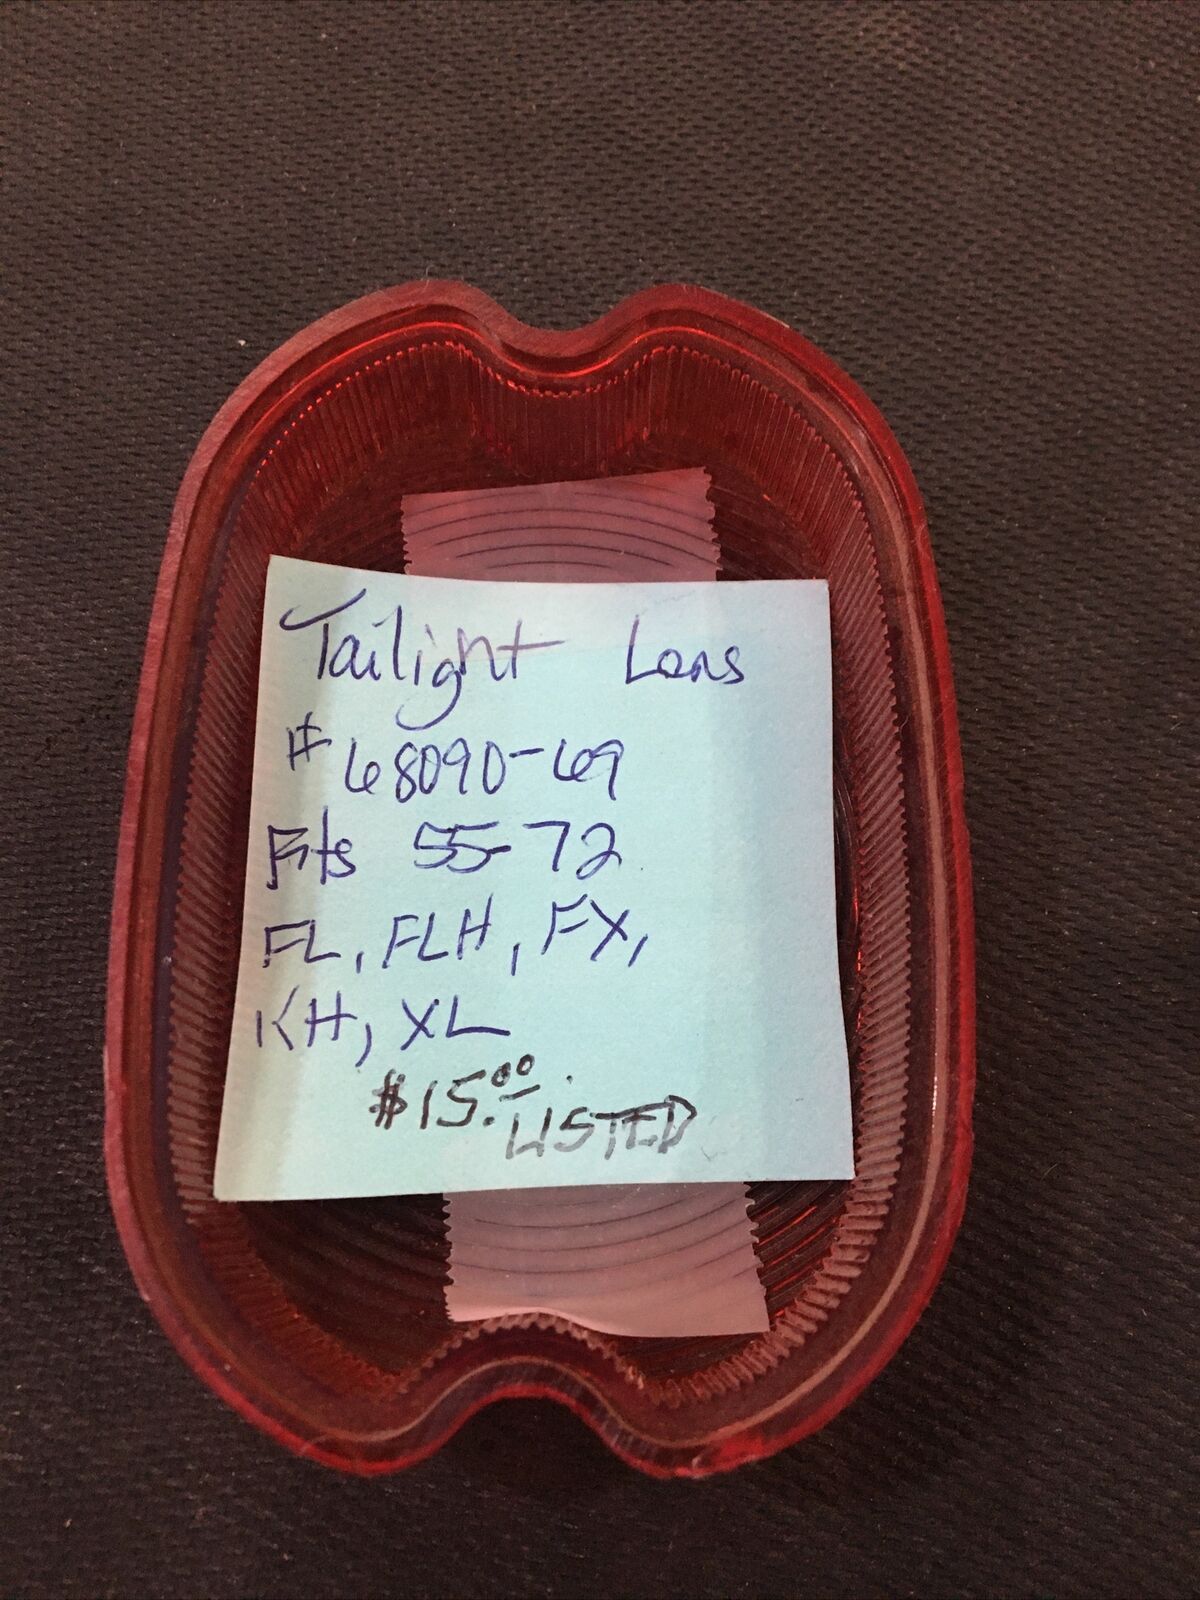 Tailight Lens
#68090-69
Fits 55-72
FL, FLH, FX,
KH, XL
$15.00 LISTED